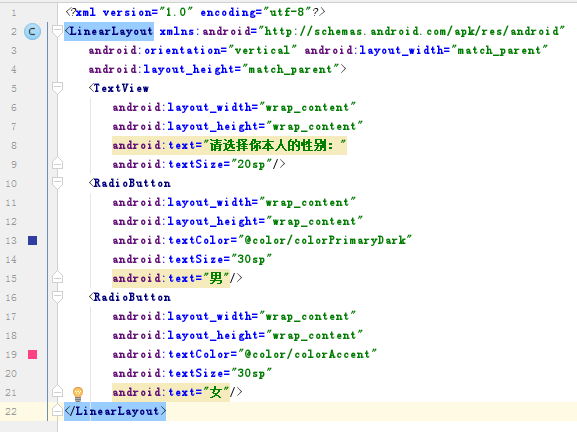 1 <?xml version="1.0" encoding="utf-8"?>
2 C <LinearLayout xmlns:android="http://schemas.android.com/apk/res/android"
3 android:orientation="vertical" android:layout_width="match_parent"
4 android:layout_height="match_parent">
5 <TextView
6 android:layout_width="wrap_content"
7 android:layout_height="wrap_content"
8 android:text="请选择你本人的性别："
9 android:textSize="20sp"/>
10 <RadioButton
11 android:layout_width="wrap_content"
12 android:layout_height="wrap_content"
13 android:textColor="@color/colorPrimaryDark"
14 android:textSize="30sp"
15 android:text="男"/>
16 <RadioButton
17 android:layout_width="wrap_content"
18 android:layout_height="wrap_content"
19 android:textColor="@color/colorAccent"
20 android:textSize="30sp"
21 android:text="女"/>
22 </LinearLayout>